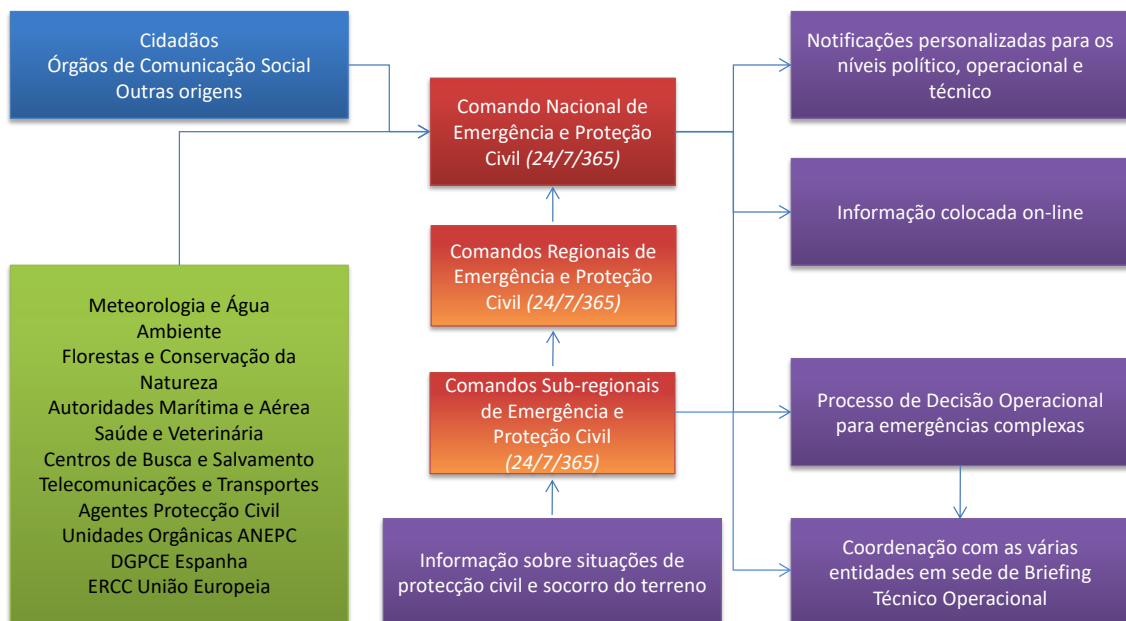 Cidadãos
Órgãos de Comunicação Social
Outras origens
Comando Nacional de
Emergência e Proteção
Civil (24/7/365)
Notificações personalizadas para os
níveis político, operacional e
técnico
Informação colocada on-line
Comandos Regionais de
Emergência e Proteção
Civil (24/7/365)
Meteorologia e Água
Ambiente
Florestas e Conservação da
Natureza
Autoridades Marítima e Aérea
Saúde e Veterinária
Centros de Busca e Salvamento
Telecomunicações e Transportes
Agentes Protecção Civil
Unidades Orgânicas ANEPC
DGPCE Espanha
ERCC União Europeia
Comandos Sub-regionais
de Emergência e
Proteção Civil
(24/7/365)
Processo de Decisão Operacional
para emergências complexas
Informação sobre situações de
protecção civil e socorro do terreno
Coordenação com as várias
entidades em sede de Briefing
Técnico Operacional